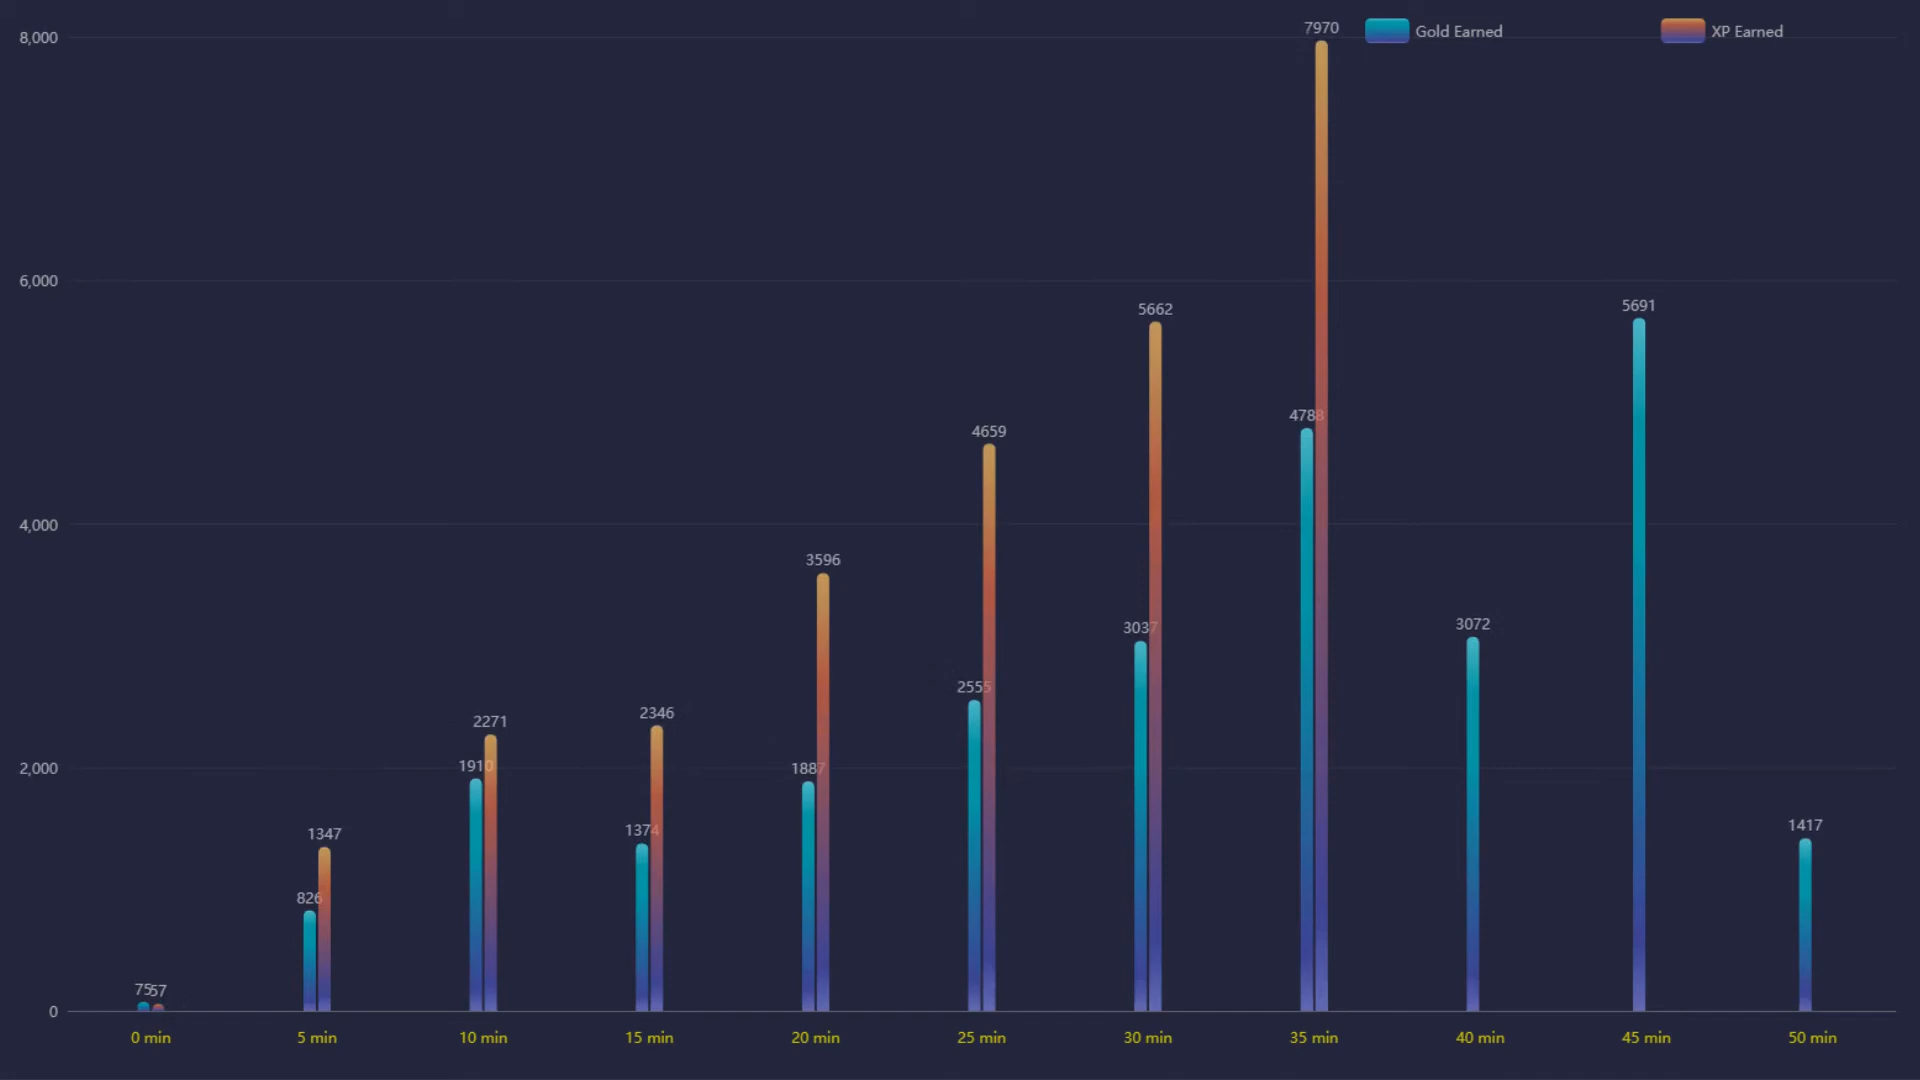 Gold Earned
XP Earned
8,000
6,000
4,000
2,000
0
75
57
826
1347
1910
2271
1374
2346
1887
3596
2555
4659
3037
5662
4788
7970
3072
5691
1417
0 min
5 min
10 min
15 min
20 min
25 min
30 min
35 min
40 min
45 min
50 min